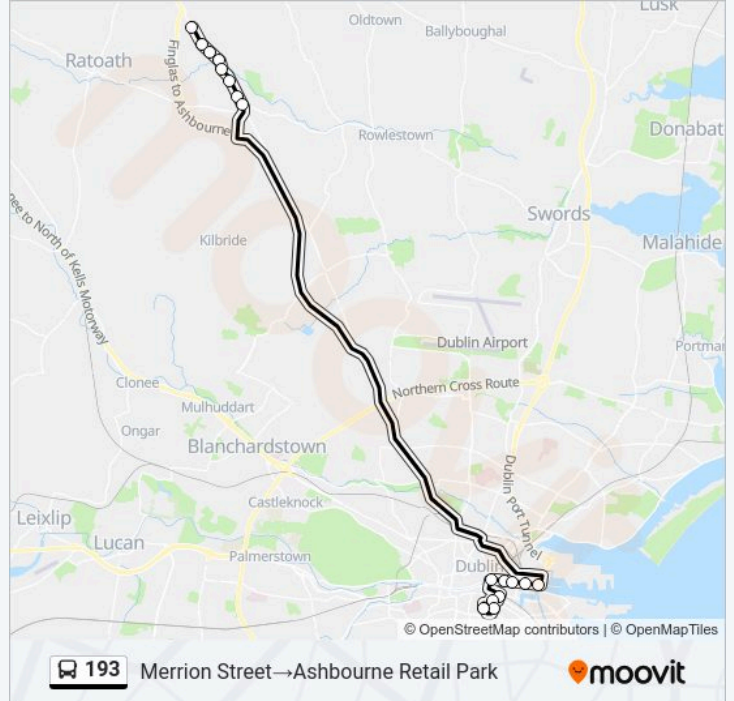 Lusk
Oldtown
Ballyboughal
Ratoath
Finglas to Ashbourne
Donabat
Rowlestown
nee to North of Kells Motorway
Swords
Kilbride
Malahide
Dublin Airport
Portmar
Clonee
Northern Cross Route
Mulhuddart
Ongar
Blanchardstown
Dublin Port Tunnel
Castleknock
Leixlip
Lucan
Palmerstown
Dublin
© OpenStreetMap contributors | © OpenMapTiles
193 Merrion Street→Ashbourne Retail Park
moovit